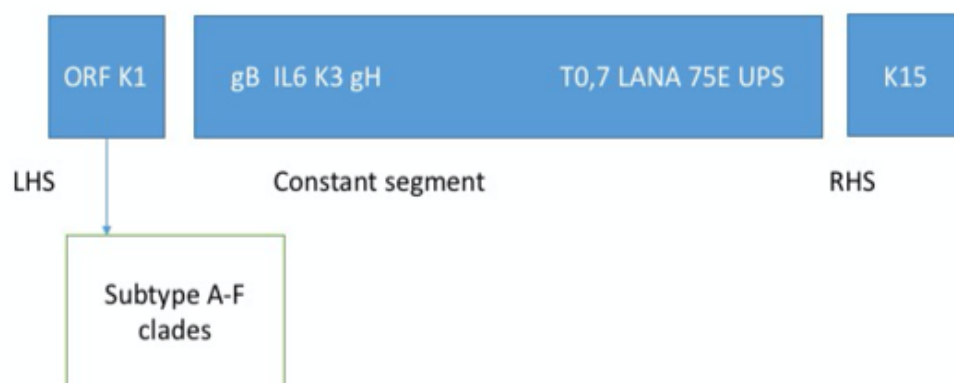 ORF K1
gB IL6 K3 gH
T0,7 LANA 75E UPS
K15
LHS
Constant segment
RHS
Subtype A-F
clades